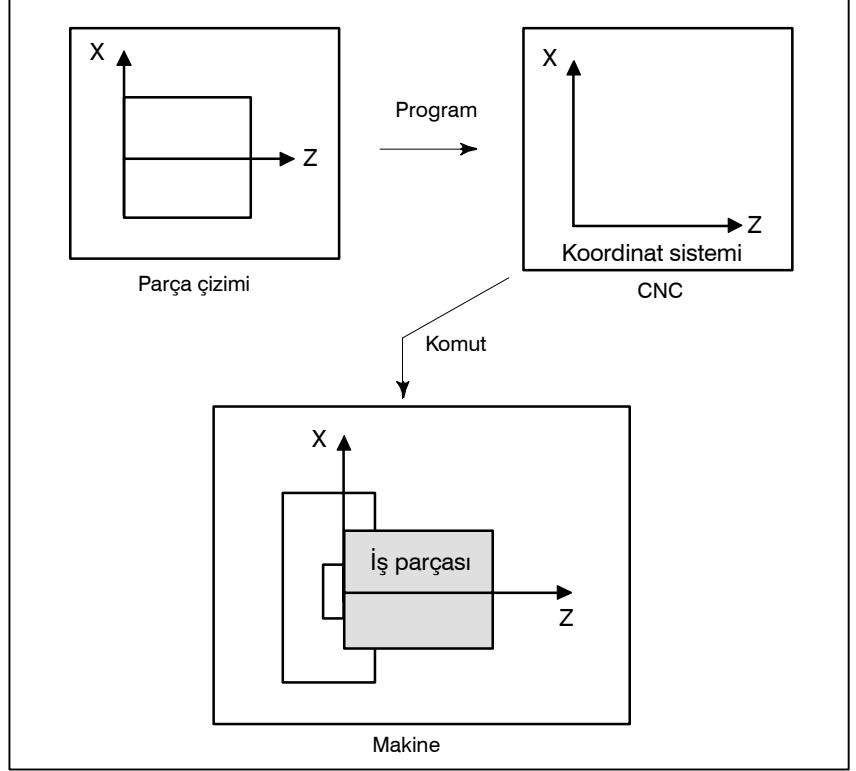 X
Z
Parça çizimi
Program
X
Z
Koordinat sistemi
CNC
Komut
X
İş parçası
Z
Makine